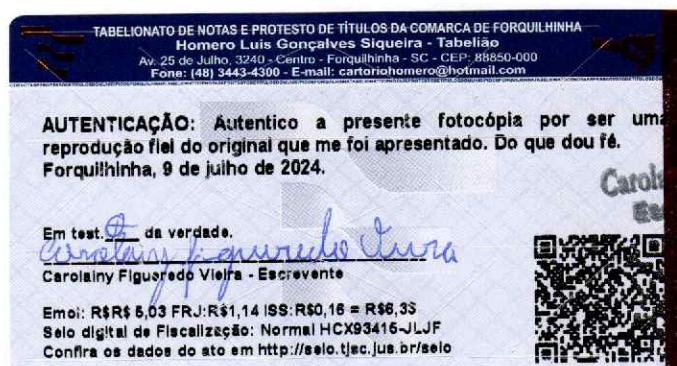 TABELIONATO DE NOTAS E PROTESTO DE TÍTULOS DA COMARCA DE FORQUILHINHA
Homero Luis Gonçalves Siqueira - Tabelião
Av. 25 de Julho, 3240 - Centro - Forquilhinha - SC - CEP: 88850-000
Fone: (48) 3443-4300 - E-mail: cartoriohomero@hotmail.com
AUTENTICAÇÃO: Autentico a presente fotocópia por ser uma
reprodução fiel do original que me foi apresentado. Do que dou fé.
Forquilhinha, 9 de julho de 2024.
Carola
Esc
Em test. da verdade.
Carolainy Figueredo Vieira
Carolainy Figueredo Vieira - Escrevente
Emol: R$R$ 5,03 FRJ:R$1,14 ISS:R$0,16 = R$6,33
Selo digital de Fiscalização: Normal HCX93415-JLJF
Confira os dados do ato em http://selo.tjsc.jus.br/selo